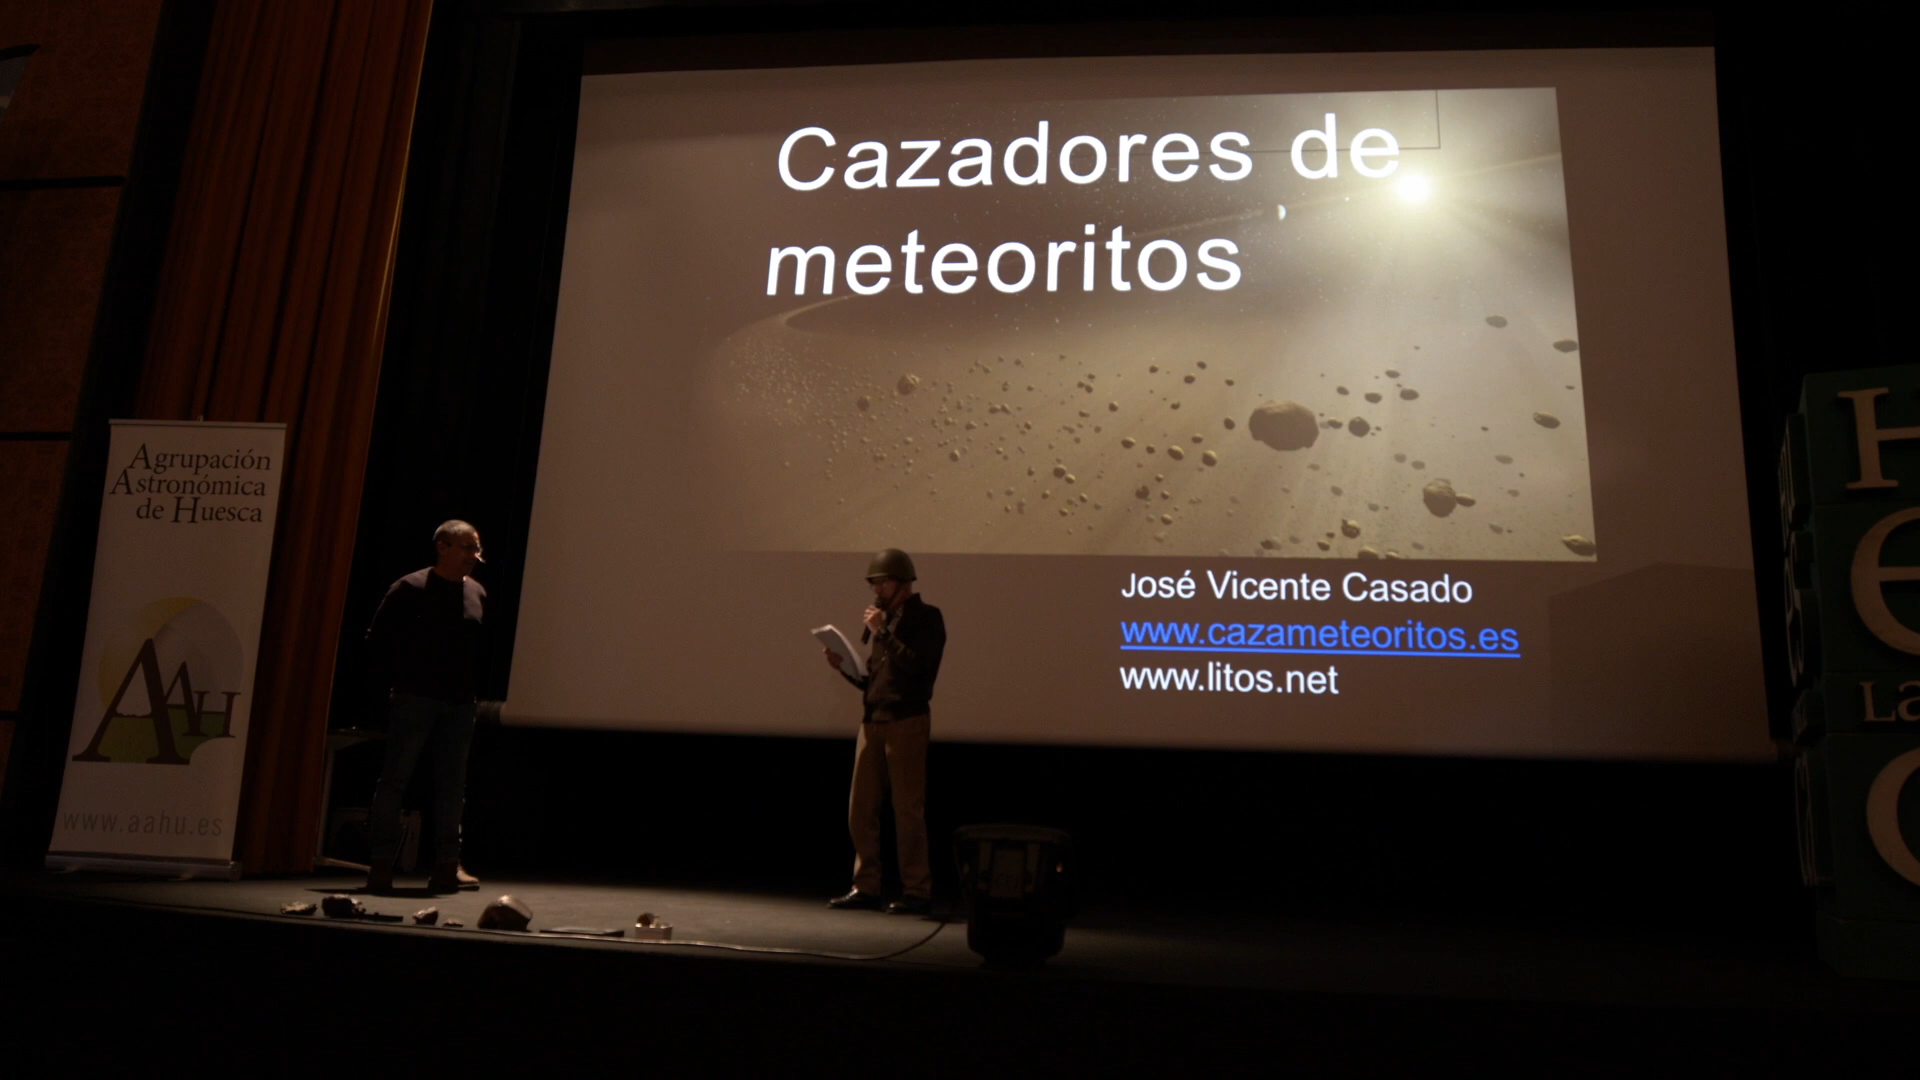 Cazadores de
meteoritos
José Vicente Casado
www.cazameteoritos.es
www.litos.net
Agrupación
Astronómica
de Huesca
AAH
www.aahu.es